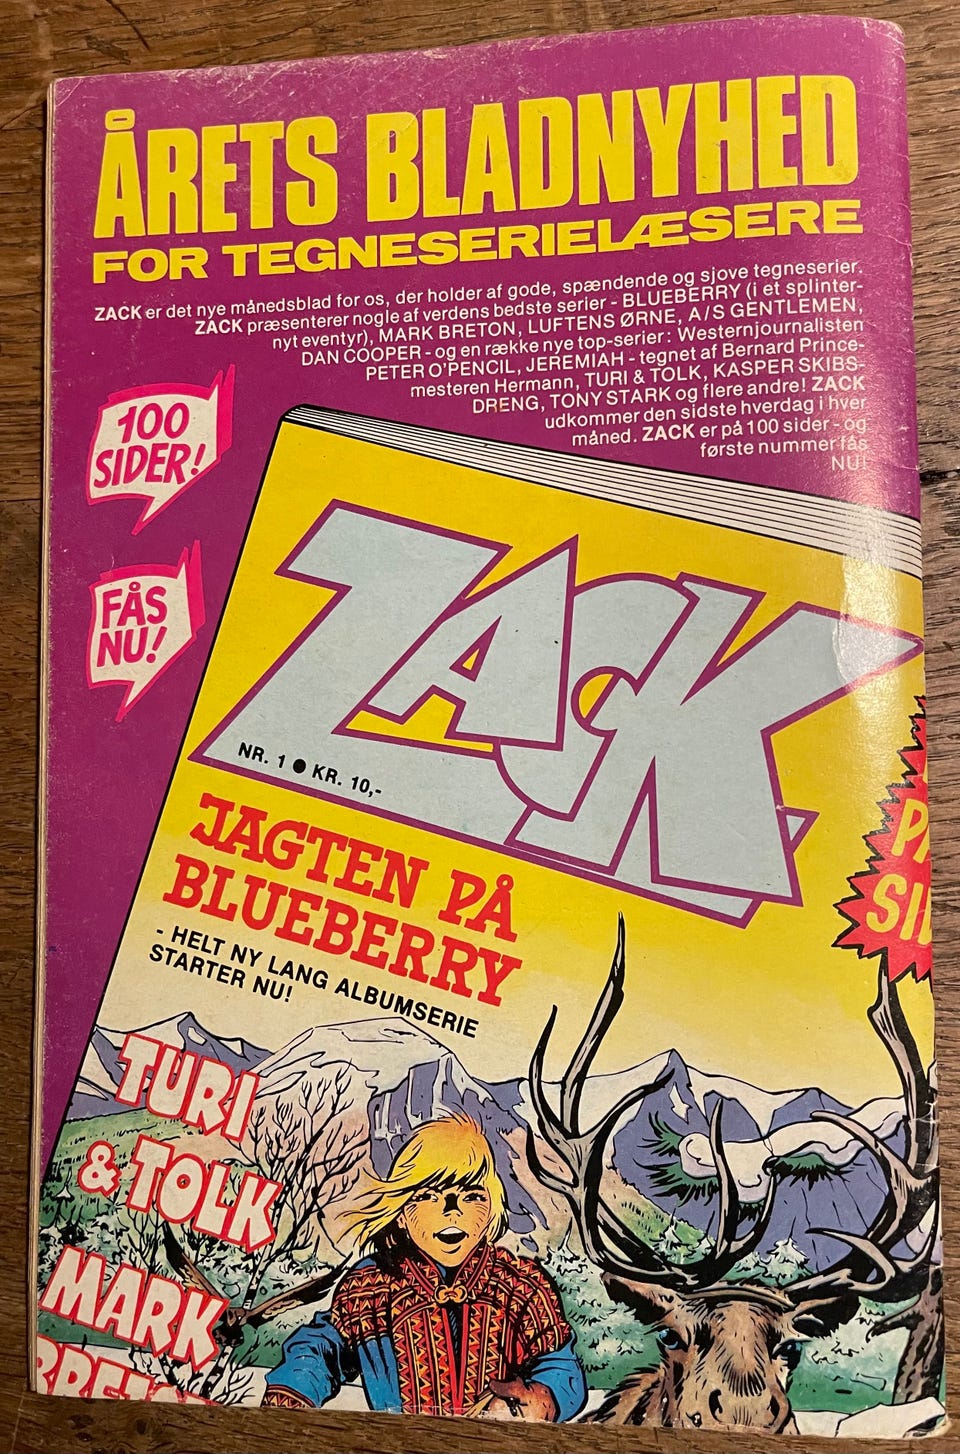 ÅRETS BLADNYHED
FOR TEGNESERIELÆSERE
ZACK er det nye månedsblad for os, der holder af gode, spændende og sjove tegneserier.
ZACK præsenterer nogle af verdens bedste serier - BLUEBERRY (i et splinter-
nyt eventyr), MARK BRETON, LUFTENS ØRNE, A/S GENTLEMEN,
DAN COOPER - og en række nye top-serier: Westernjournalisten
PETER O'PENCIL, JEREMIAH - tegnet af Bernard Prince-
mesteren Hermann, TURI & TOLK, KASPER SKIBS-
DRENG, TONY STARK og flere andre! ZACK
udkommer den sidste hverdag i hver
måned. ZACK er på 100 sider - og
første nummer fås
NU!
100
SIDER!
FÅS
NU!
ZACK
NR. 1 ● KR. 10,-
JAGTEN PÅ
BLUEBERRY
- HELT NY LANG ALBUMSERIE
STARTER NU!
TURI
& TOLK
MARK